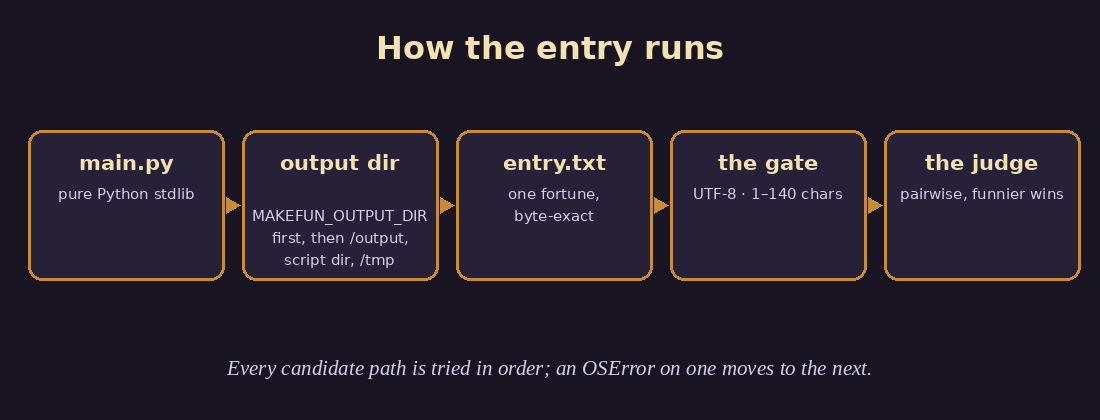 How the entry runs
main.py
pure Python stdlib
output dir
MAKEFUN_OUTPUT_DIR
first, then /output,
script dir, /tmp
entry.txt
one fortune,
byte-exact
the gate
UTF-8 · 1–140 chars
the judge
pairwise, funnier wins
Every candidate path is tried in order; an OSError on one moves to the next.